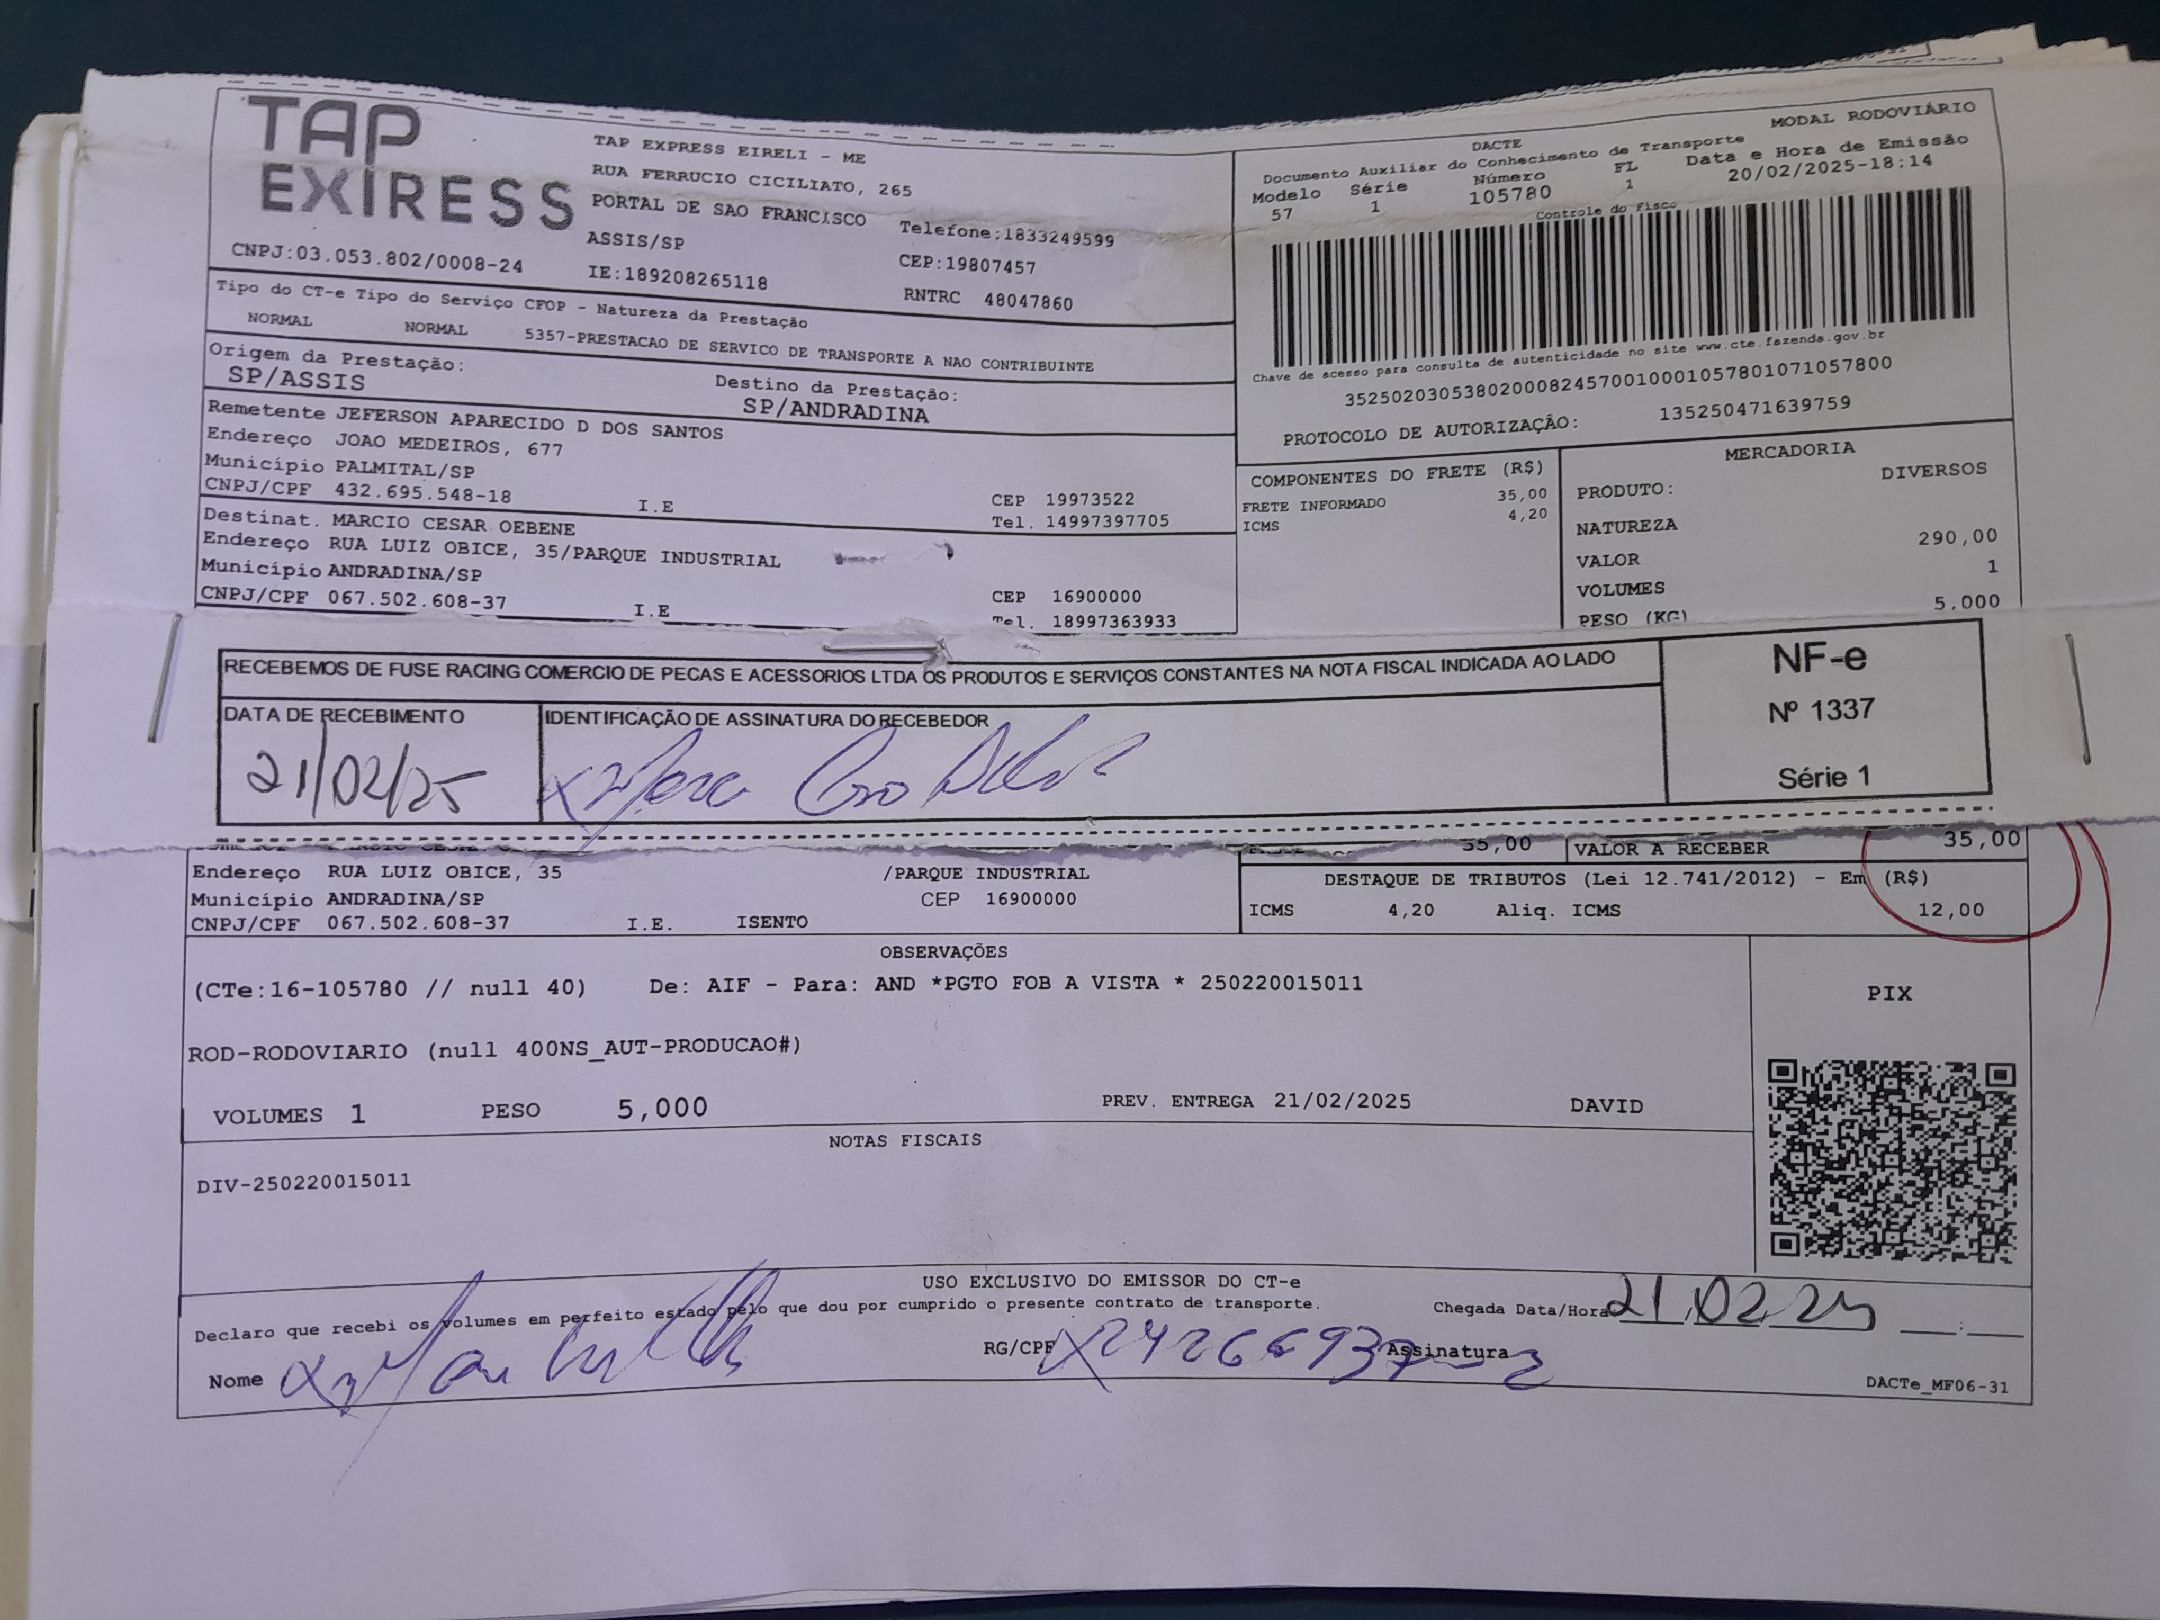 TAP
EXIRESS
CNPJ:03.053.802/0008-24
TAP EXPRESS EIRELI - ME
RUA FERRUCIO CICILIATO, 265
PORTAL DE SAO FRANCISCO
ASSIS/SP
IE:189208265118
Telefone:1833249599
CEP:19807457
RNTRC 48047860
DACTE
MODAL RODOVIÁRIO
Documento Auxiliar do Conhecimento de Transporte
Modelo Série Número FL Data e Hora de Emissão
57 1 105780 1 20/02/2025-18:14
Controle do Fisco
Chave de acesso para consulta de autenticidade no site www.cte.fazenda.gov.br
35250203053802000824570010001057801071057800
PROTOCOLO DE AUTORIZAÇÃO: 135250471639759
Tipo do CT-e Tipo do Serviço CFOP - Natureza da Prestação
NORMAL NORMAL 5357-PRESTACAO DE SERVICO DE TRANSPORTE A NAO CONTRIBUINTE
Origem da Prestação: Destino da Prestação:
SP/ASSIS SP/ANDRADINA
Remetente JEFERSON APARECIDO D DOS SANTOS
Endereço JOAO MEDEIROS, 677
Município PALMITAL/SP
CNPJ/CPF 432.695.548-18 I.E
CEP 19973522
Tel. 14997397705
Destinat. MARCIO CESAR OEBENE
Endereço RUA LUIZ OBICE, 35/PARQUE INDUSTRIAL
Município ANDRADINA/SP
CNPJ/CPF 067.502.608-37 I.E
CEP 16900000
Tel. 18997363933
COMPONENTES DO FRETE (R$)
FRETE INFORMADO 35,00
ICMS 4,20
MERCADORIA
PRODUTO: DIVERSOS
NATUREZA
VALOR 290,00
VOLUMES 1
PESO (KG) 5,000
RECEBEMOS DE FUSE RACING COMERCIO DE PECAS E ACESSORIOS LTDA OS PRODUTOS E SERVIÇOS CONSTANTES NA NOTA FISCAL INDICADA AO LADO
DATA DE RECEBIMENTO
21/02/25
IDENTIFICAÇÃO DE ASSINATURA DO RECEBEDOR
NF-e
Nº 1337
Série 1
35,00 VALOR A RECEBER 35,00
Endereço RUA LUIZ OBICE, 35 /PARQUE INDUSTRIAL
Município ANDRADINA/SP CEP 16900000
CNPJ/CPF 067.502.608-37 I.E. ISENTO
DESTAQUE DE TRIBUTOS (Lei 12.741/2012) - Em (R$)
ICMS 4,20 Aliq. ICMS 12,00
OBSERVAÇÕES
(CTe:16-105780 // null 40) De: AIF - Para: AND *PGTO FOB A VISTA * 250220015011
ROD-RODOVIARIO (null 400NS_AUT-PRODUCAO#)
VOLUMES 1 PESO 5,000 PREV. ENTREGA 21/02/2025 DAVID
PIX
NOTAS FISCAIS
DIV-250220015011
USO EXCLUSIVO DO EMISSOR DO CT-e
Declaro que recebi os volumes em perfeito estado pelo que dou por cumprido o presente contrato de transporte.
Chegada Data/Hora 21 02 25 __:__
Nome
RG/CPF X24266937-3 Assinatura
DACTe_MF06-31